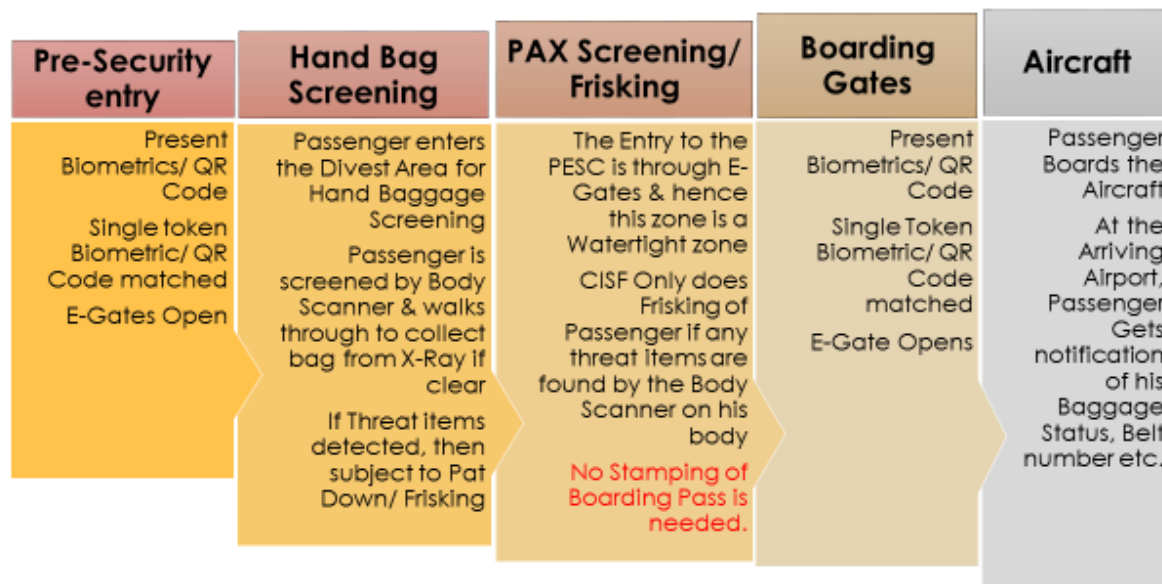 Pre-Security
entry
Present
Biometrics/ QR
Code
Single token
Biometric/ QR
Code matched
E-Gates Open
Hand Bag
Screening
Passenger enters
the Divest Area for
Hand Baggage
Screening
Passenger is
screened by Body
Scanner & walks
through to collect
bag from X-Ray if
clear
If Threat items
detected, then
subject to Pat
Down/ Frisking
PAX Screening/
Frisking
The Entry to the
PESC is through E-
Gates & hence
this zone is a
Watertight zone
CISF Only does
Frisking of
Passenger if any
threat items are
found by the Body
Scanner on his
body
No Stamping of
Boarding Pass is
needed.
Boarding
Gates
Present
Biometrics/ QR
Code
Single Token
Biometric/ QR
Code
matched
E-Gate Opens
Aircraft
Passenger
Boards the
Aircraft
At the
Arriving
Airport,
Passenger
Gets
notification
of his
Baggage
Status, Belt
number etc.